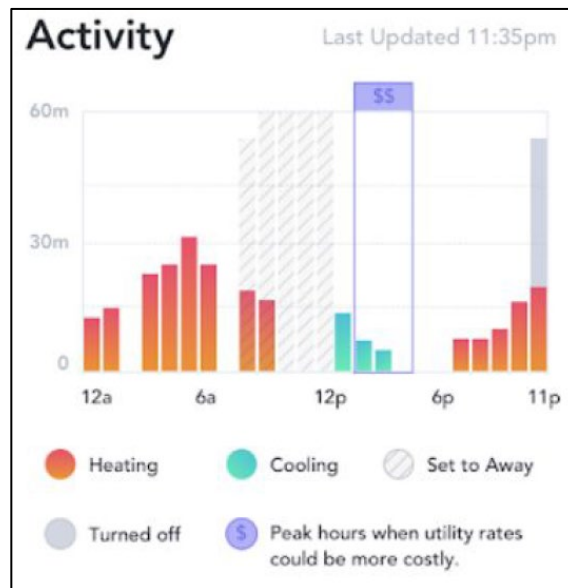 Activity
Last Updated 11:35pm
$$
60m
30m
0
12a 6a 12p 6p 11p
Heating
Cooling
Set to Away
Turned off
$
Peak hours when utility rates
could be more costly.